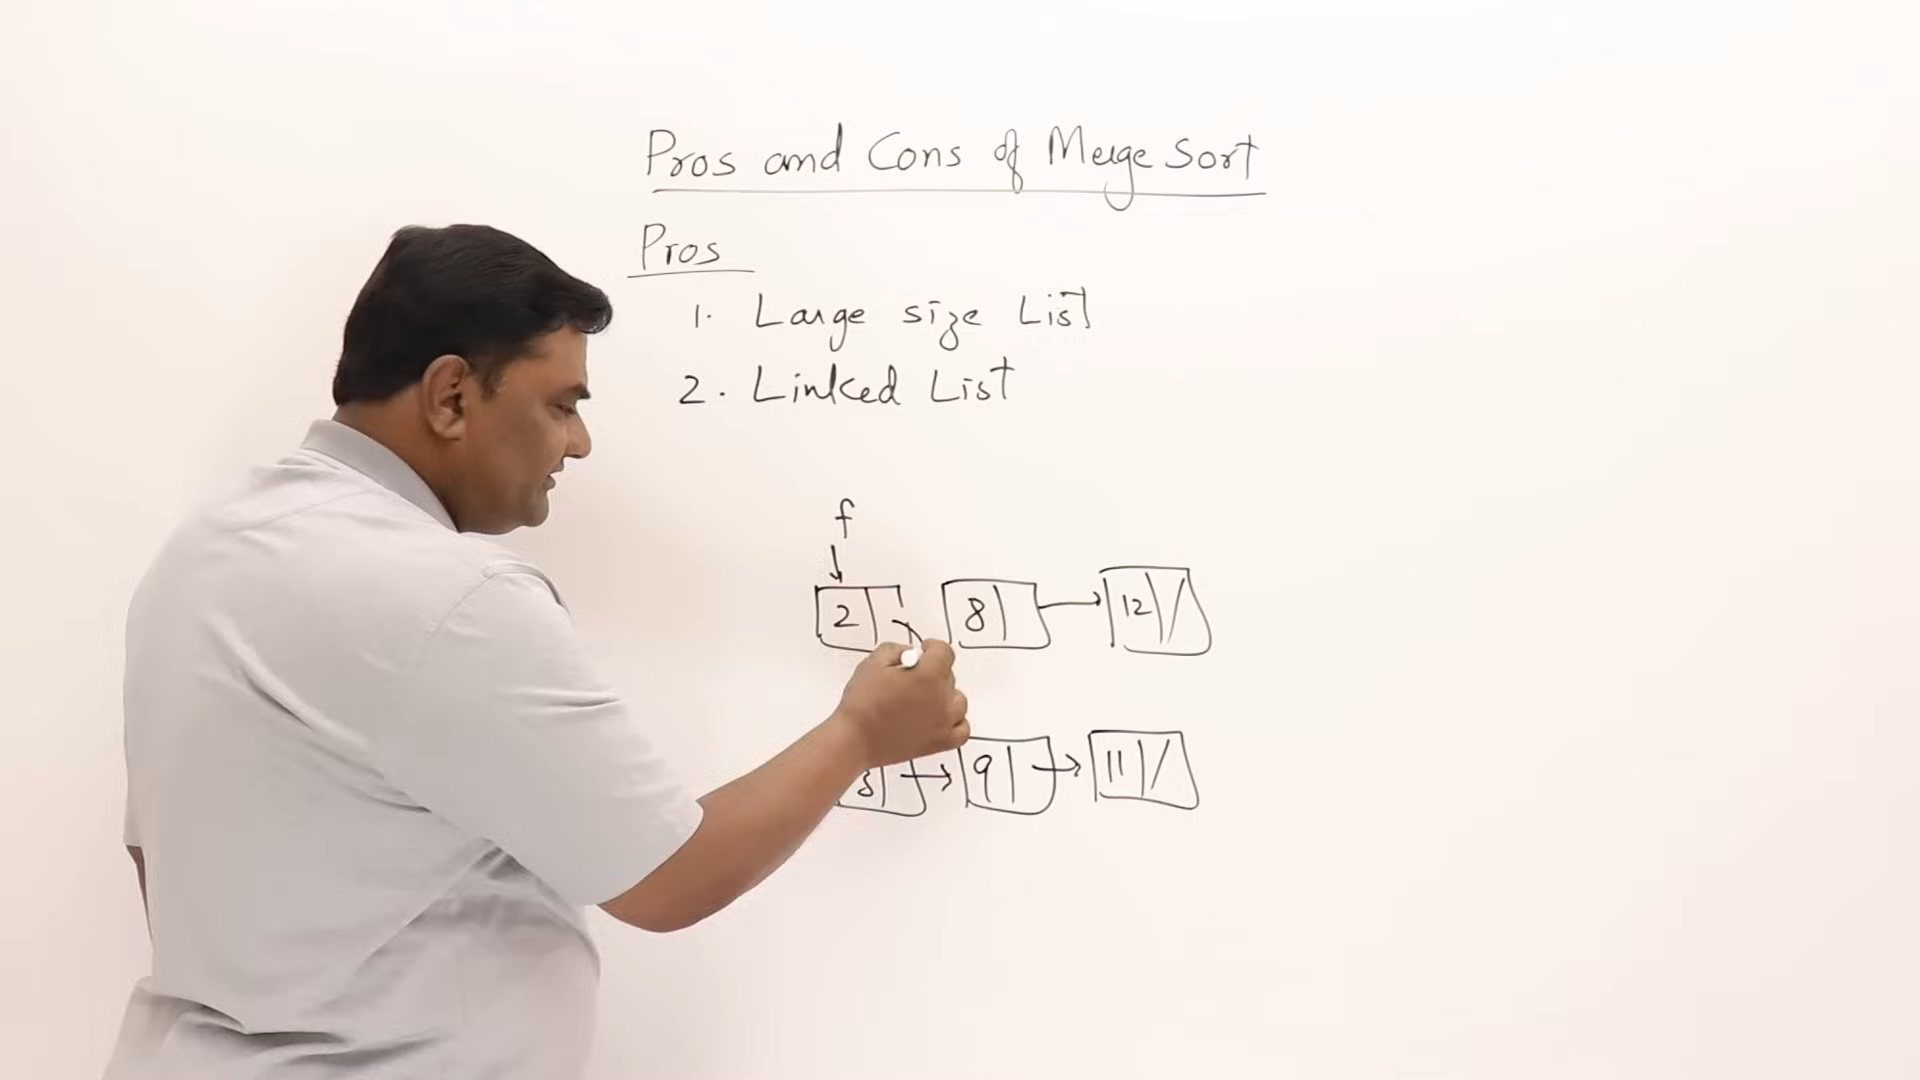 Pros and Cons of Merge Sort
Pros
1. Large size List
2. Linked List
f
2 8 12
9 11